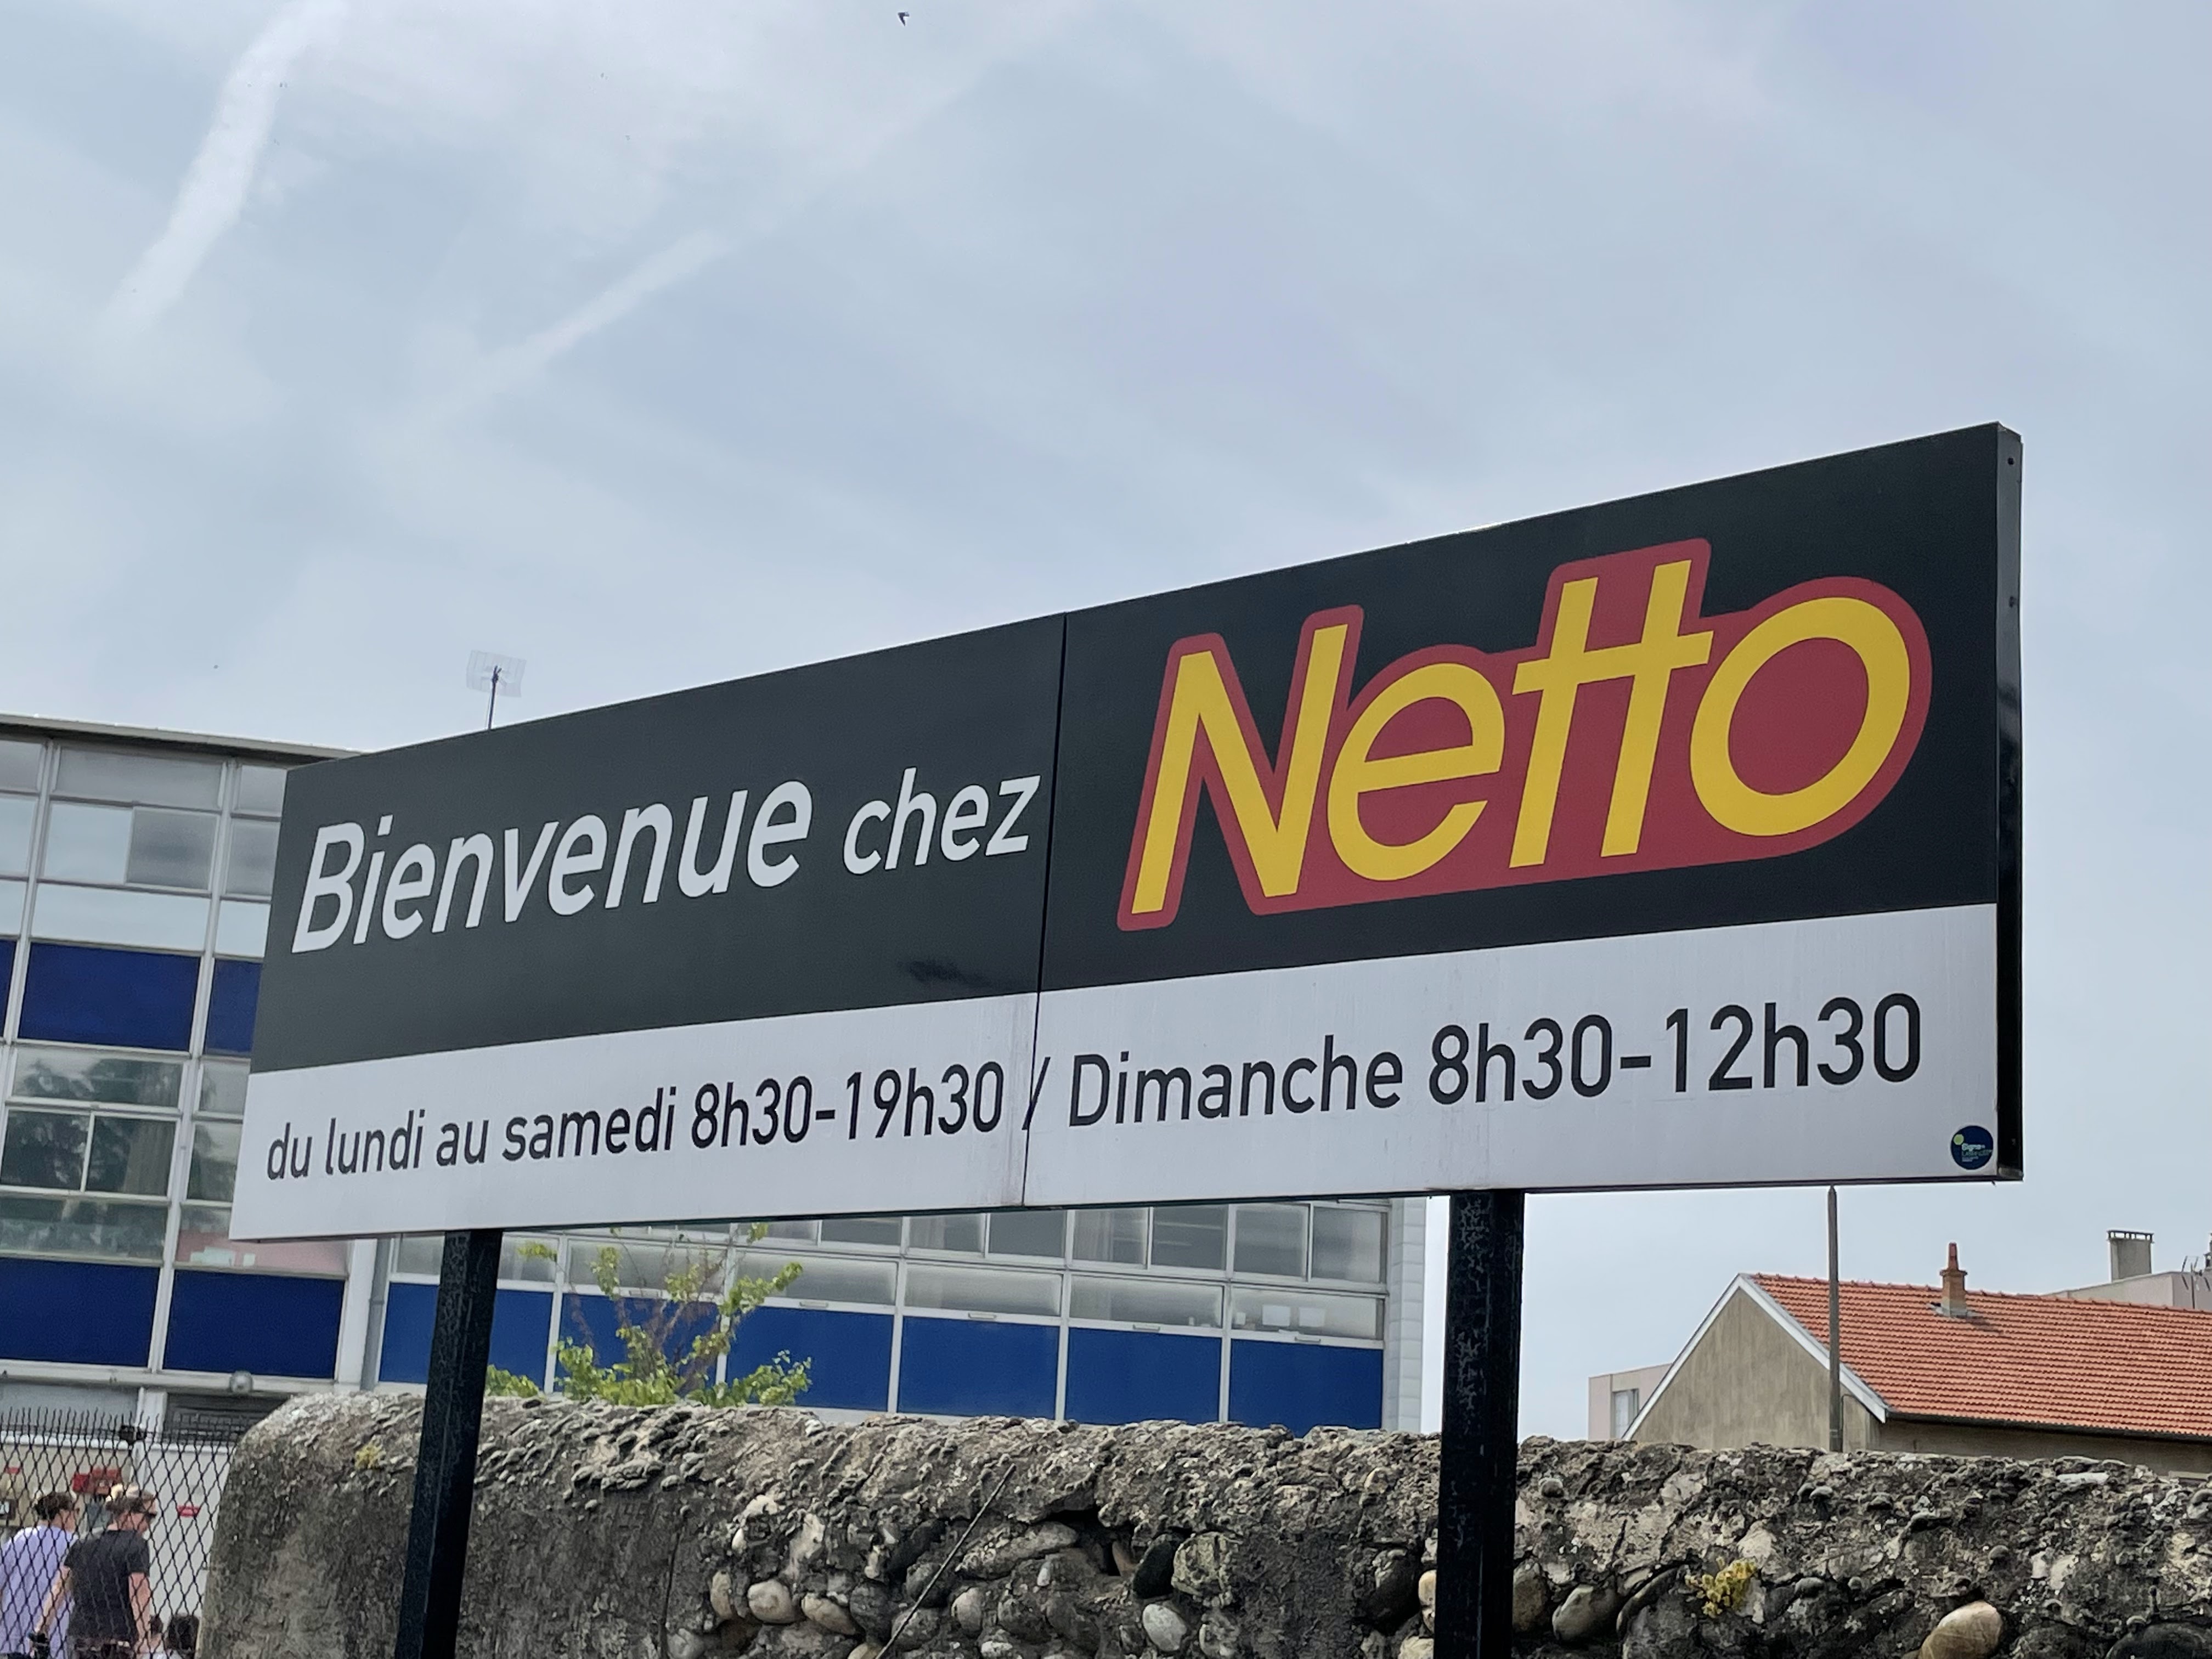 Bienvenue chez Netto
du lundi au samedi 8h30-19h30 / Dimanche 8h30-12h30